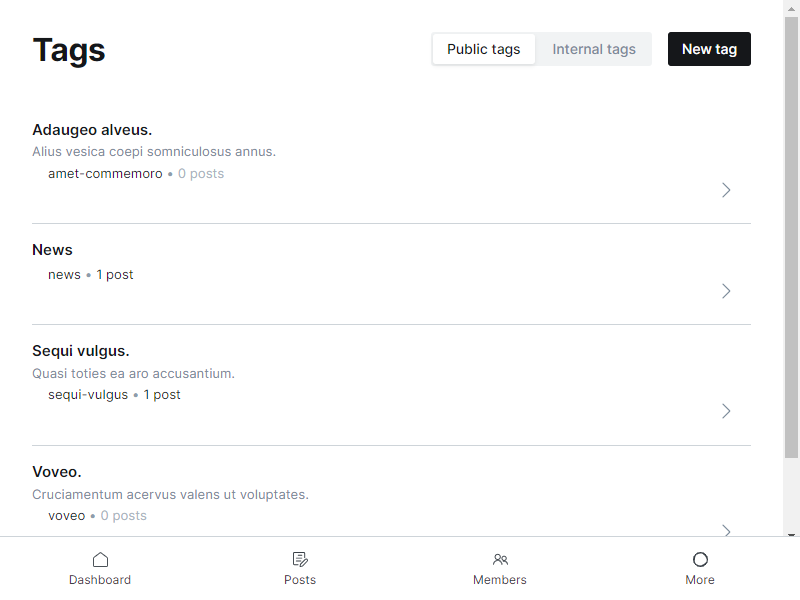 Tags
Public tags
Internal tags
New tag
Adaugeo alveus.
Alius vesica coepi somniculosus annus.
amet-commemoro • 0 posts
News
news • 1 post
Sequi vulgus.
Quasi toties ea aro accusantium.
sequi-vulgus • 1 post
Voveo.
Cruciamentum acervus valens ut voluptates.
voveo • 0 posts
Dashboard
Posts
Members
More